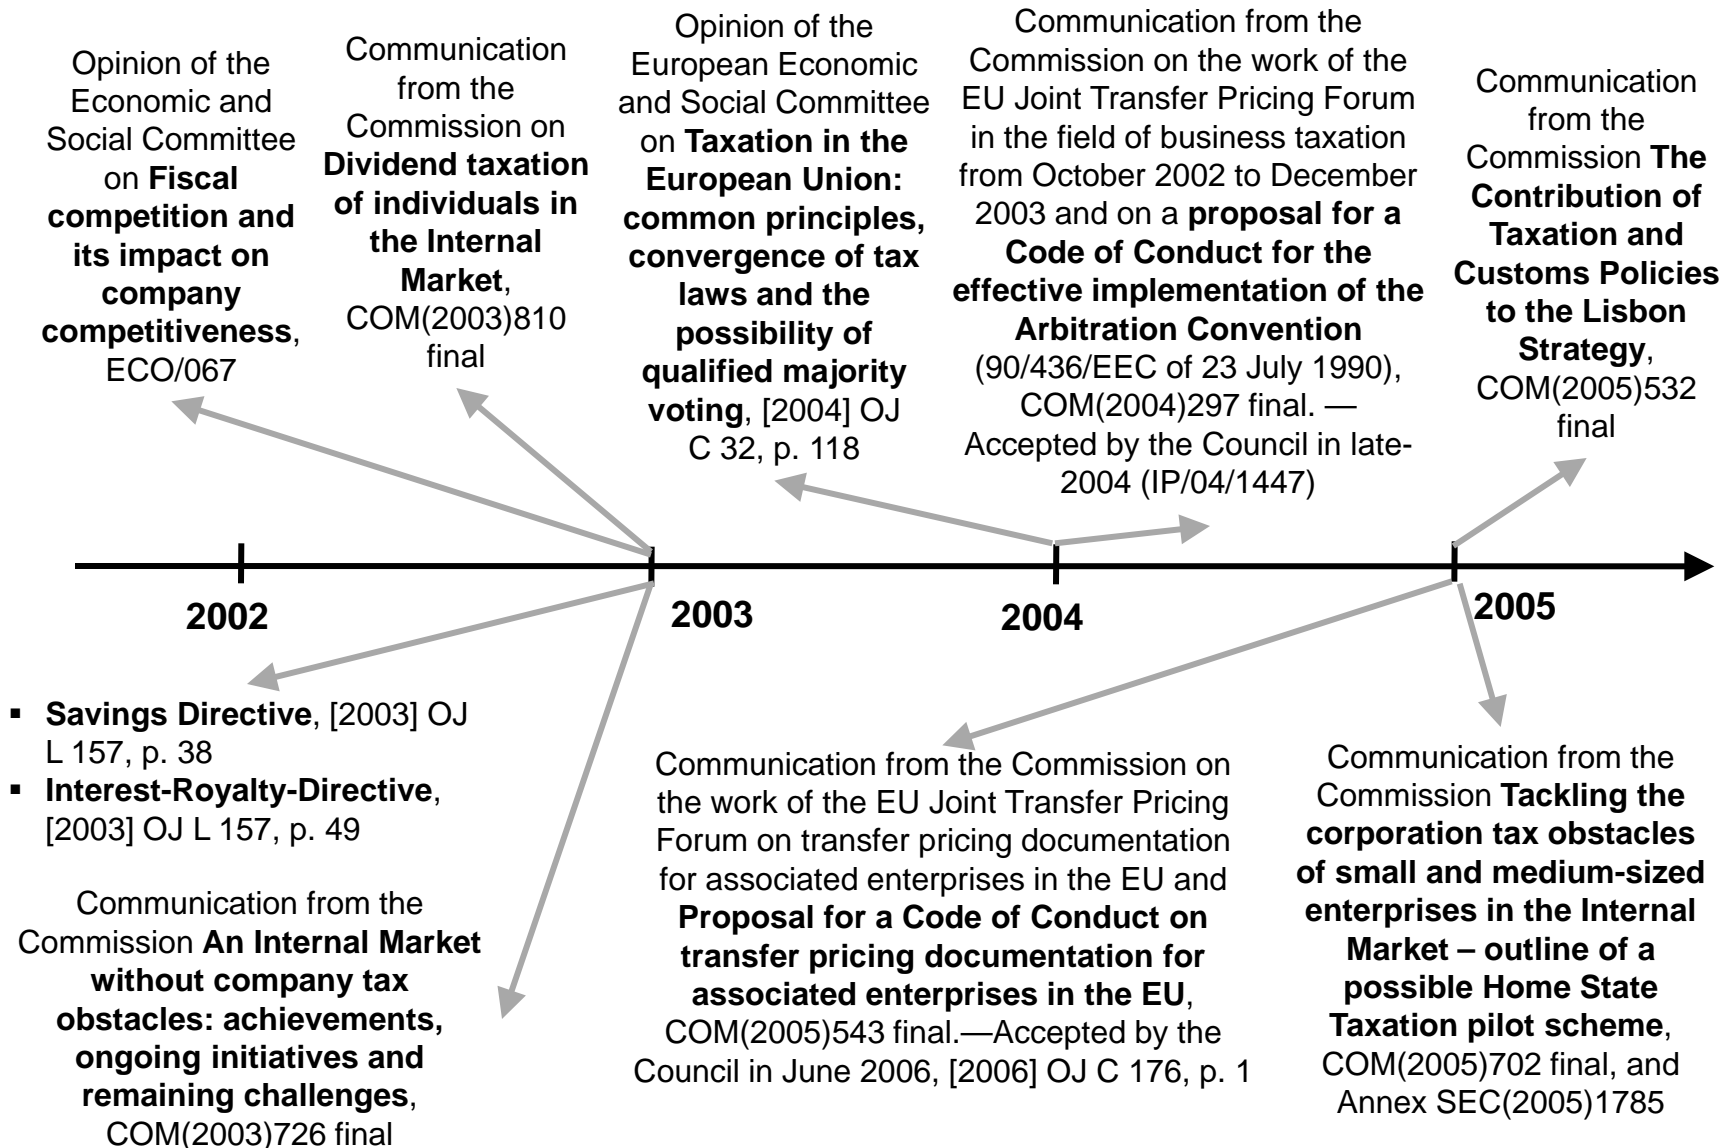 Opinion of the
Economic and
Social Committee
on Fiscal
competition and
its impact on
company
competitiveness,
ECO/067
Communication
from the
Commission on
Dividend taxation
of individuals in
the Internal
Market,
COM(2003)810
final
Opinion of the
European Economic
and Social Committee
on Taxation in the
European Union:
common principles,
convergence of tax
laws and the
possibility of
qualified majority
voting, [2004] OJ
C 32, p. 118
Communication from the
Commission on the work of the
EU Joint Transfer Pricing Forum
in the field of business taxation
from October 2002 to December
2003 and on a proposal for a
Code of Conduct for the
effective implementation of the
Arbitration Convention
(90/436/EEC of 23 July 1990),
COM(2004)297 final. —
Accepted by the Council in late-
2004 (IP/04/1447)
Communication
from the
Commission The
Contribution of
Taxation and
Customs Policies
to the Lisbon
Strategy,
COM(2005)532
final
2002
2003
2004
2005
▪ Savings Directive, [2003] OJ
L 157, p. 38
▪ Interest-Royalty-Directive,
[2003] OJ L 157, p. 49
Communication from the
Commission An Internal Market
without company tax
obstacles: achievements,
ongoing initiatives and
remaining challenges,
COM(2003)726 final
Communication from the Commission on
the work of the EU Joint Transfer Pricing
Forum on transfer pricing documentation
for associated enterprises in the EU and
Proposal for a Code of Conduct on
transfer pricing documentation for
associated enterprises in the EU,
COM(2005)543 final.—Accepted by the
Council in June 2006, [2006] OJ C 176, p. 1
Communication from the
Commission Tackling the
corporation tax obstacles
of small and medium-sized
enterprises in the Internal
Market – outline of a
possible Home State
Taxation pilot scheme,
COM(2005)702 final, and
Annex SEC(2005)1785